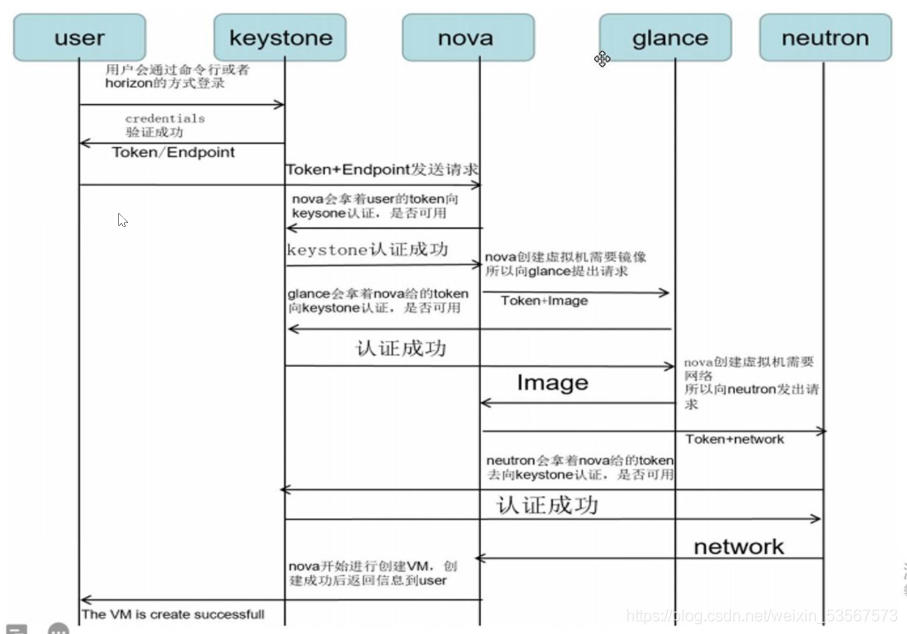 user
keystone
nova
glance
neutron
用户会通过命令行或者
horizon的方式登录
credentials
验证成功
Token/Endpoint
Token+Endpoint发送请求
nova会拿着user的token向
keysone认证，是否可用
keystone认证成功
nova创建虚拟机需要镜像
所以向glance提出请求
Token+Image
glance会拿着nova给的token
向keystone认证，是否可用
认证成功
nova创建虚拟机需要
网络
所以向neutron发出请
求
Image
Token+network
neutron会拿着nova给的token
去向keystone认证，是否可用
认证成功
network
nova开始进行创建VM，创
建成功后返回信息到user
The VM is create successfull
https://blog.csdn.net/weixin_53567573